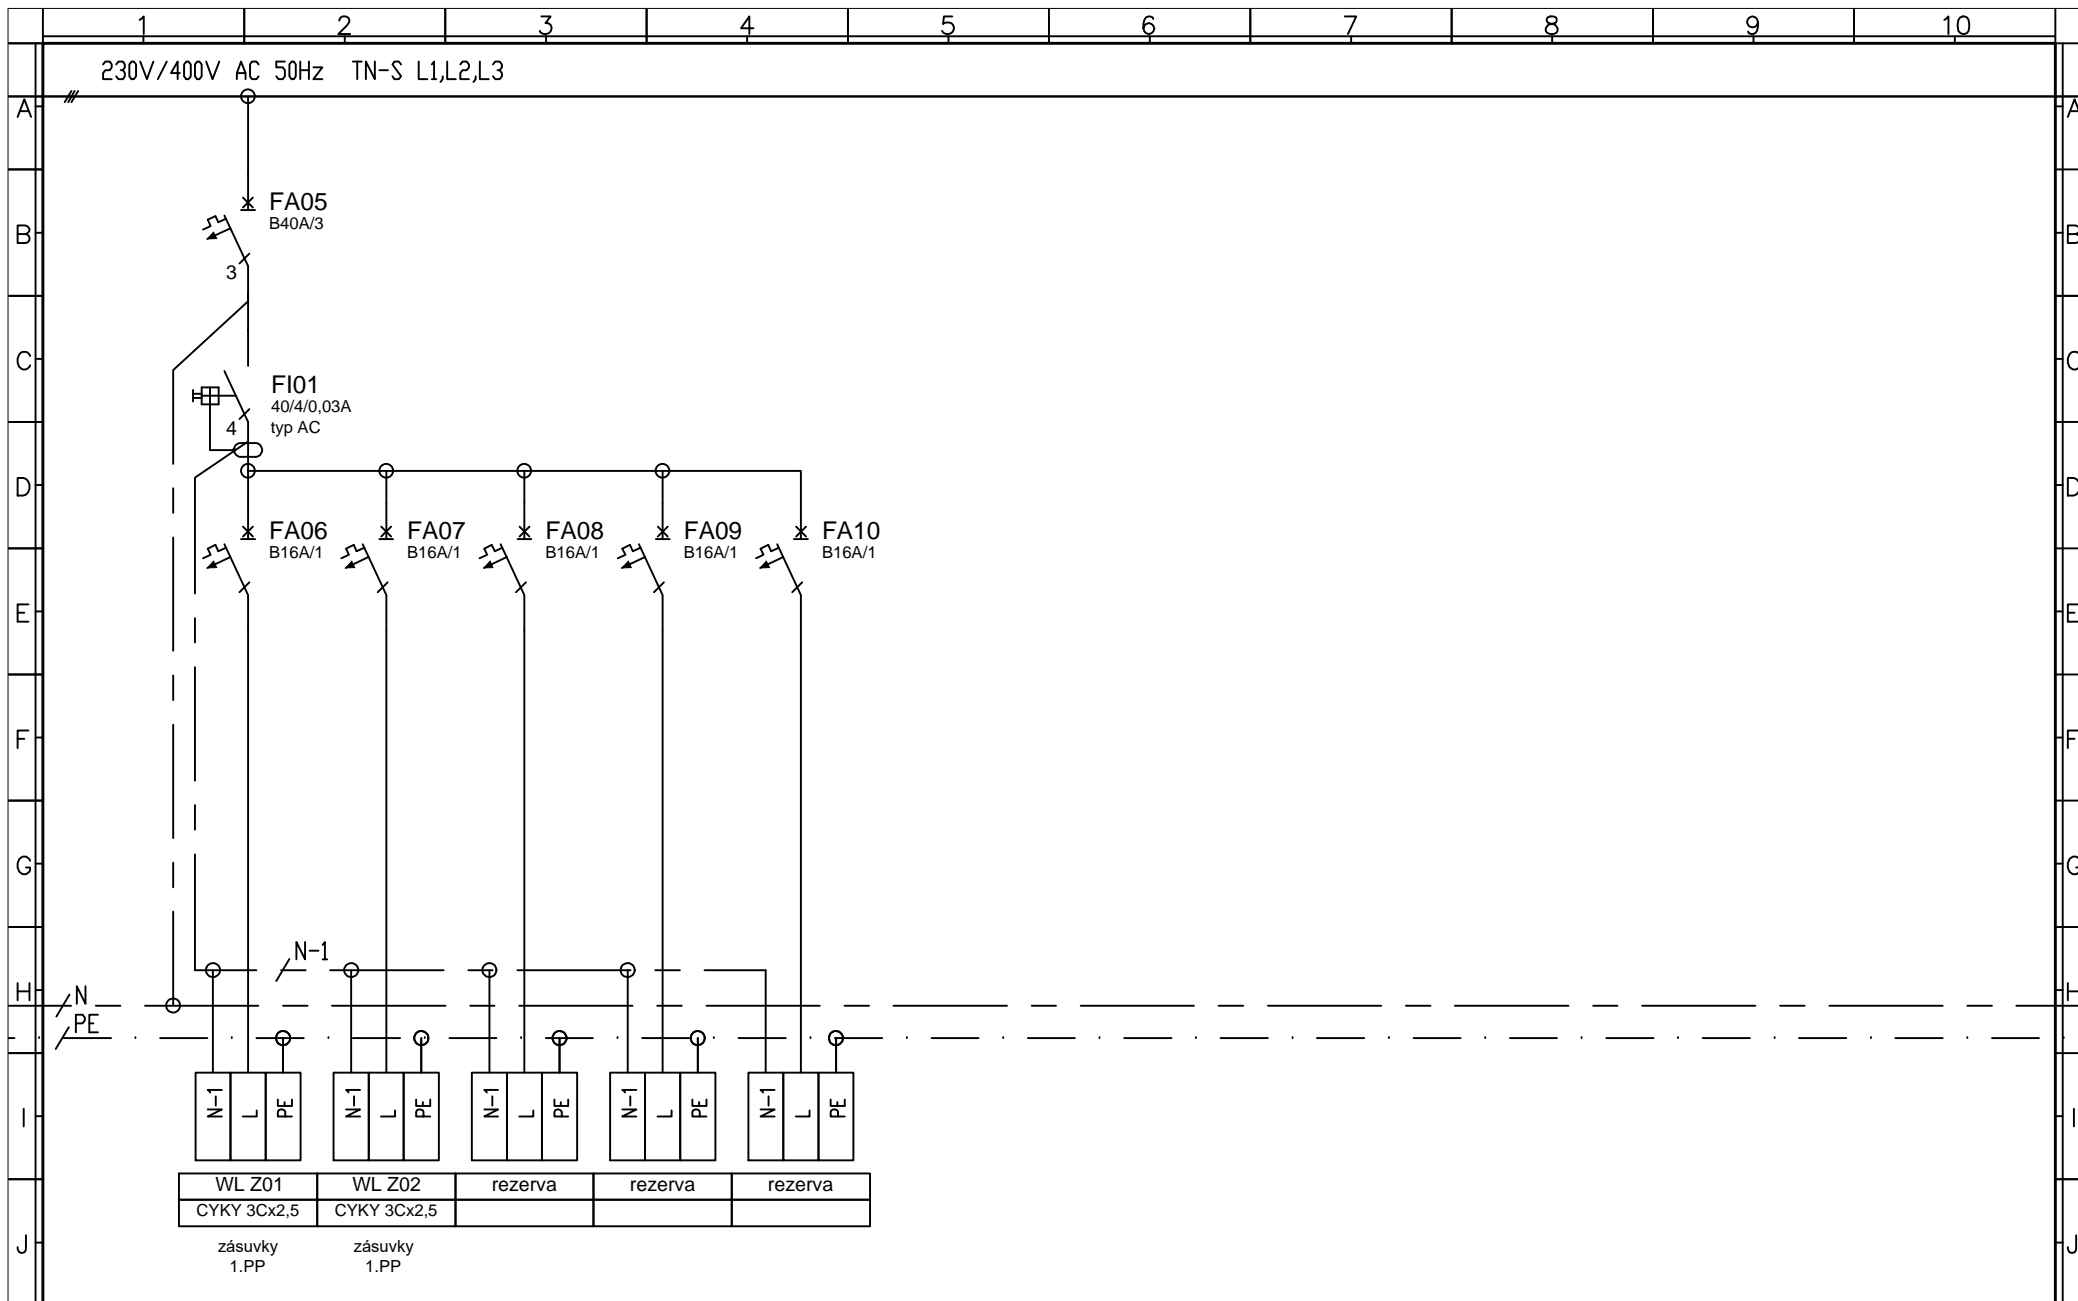 1 2 3 4 5 6 7 8 9 10
230V/400V AC 50Hz TN-S L1,L2,L3
A A
FA05
B40A/3
B B
3
C C
FI01
40/4/0,03A
4 typ AC
D D
FA06 FA07 FA08 FA09 FA10
B16A/1 B16A/1 B16A/1 B16A/1 B16A/1
E E
F F
G G
N-1
H N H
PE
N-1 L PE N-1 L PE N-1 L PE N-1 L PE N-1 L PE
I I
WL Z01 WL Z02 rezerva rezerva rezerva
CYKY 3Cx2,5 CYKY 3Cx2,5
J zásuvky zásuvky J
1.PP 1.PP